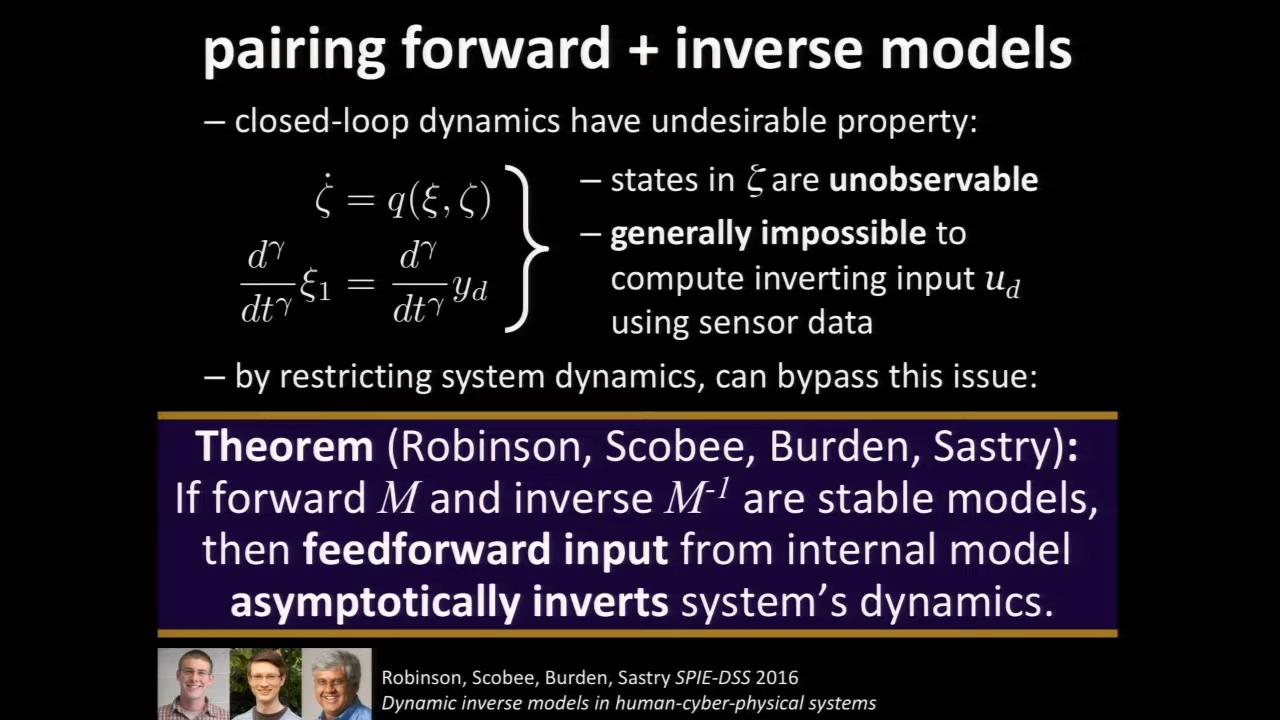 pairing forward + inverse models
– closed-loop dynamics have undesirable property:
ζ̇ = q(ξ, ζ)
d^γ/dt^γ ξ₁ = d^γ/dt^γ y_d
– states in ζ are unobservable
– generally impossible to
compute inverting input u_d
using sensor data
– by restricting system dynamics, can bypass this issue:
Theorem (Robinson, Scobee, Burden, Sastry):
If forward M and inverse M⁻¹ are stable models,
then feedforward input from internal model
asymptotically inverts system’s dynamics.
Robinson, Scobee, Burden, Sastry SPIE-DSS 2016
Dynamic inverse models in human-cyber-physical systems